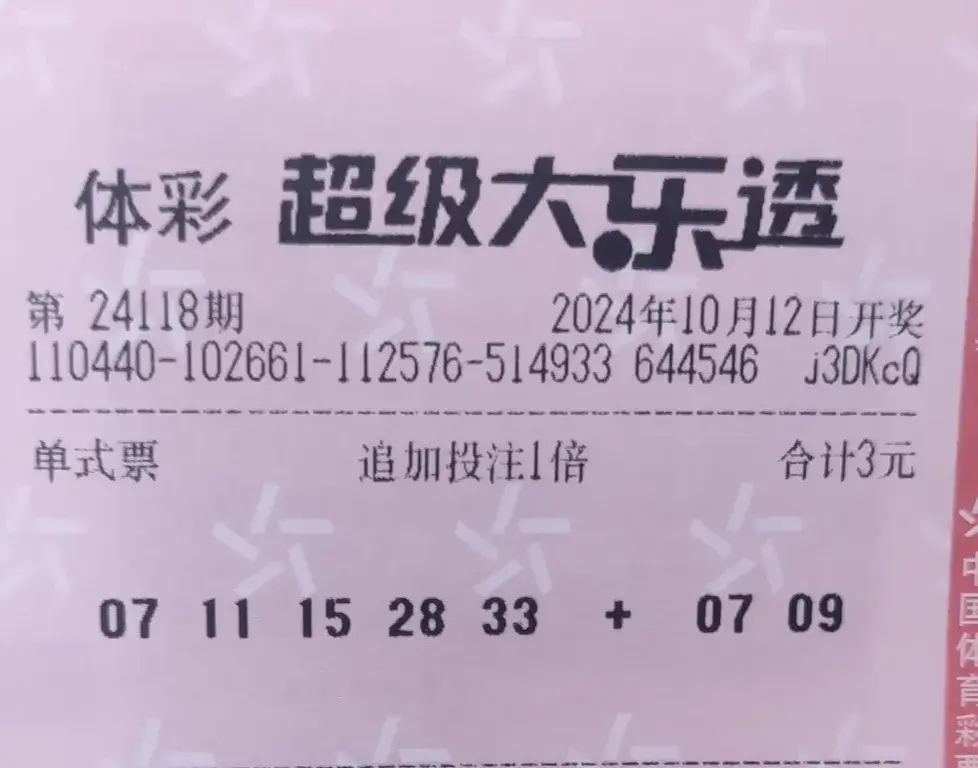 体彩 超级大乐透
第 24118期 2024年10月12日开奖
110440-102661-112576-514933 644546 j3DKcQ
单式票 追加投注1倍 合计3元
07 11 15 28 33 + 07 09
中国体育彩票